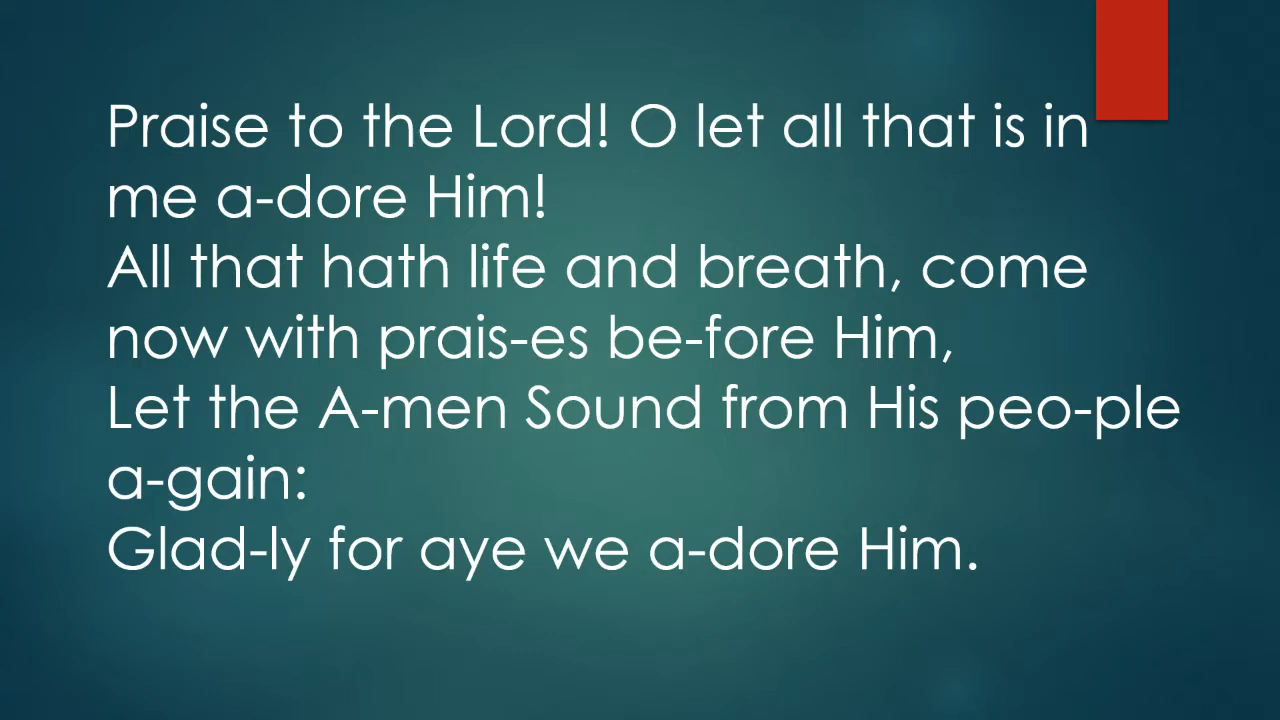 Praise to the Lord! O let all that is in
me a-dore Him!
All that hath life and breath, come
now with prais-es be-fore Him,
Let the A-men Sound from His peo-ple
a-gain:
Glad-ly for aye we a-dore Him.